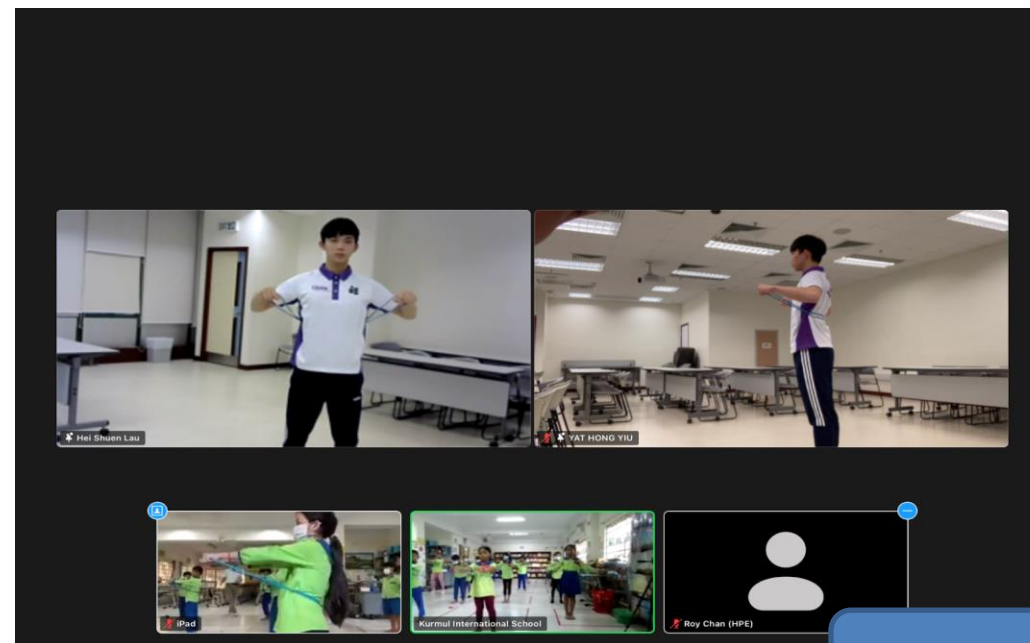 Hei Shuen Lau
YAT HONG YIU
iPad
Kurmul International School
Roy Chan (HPE)